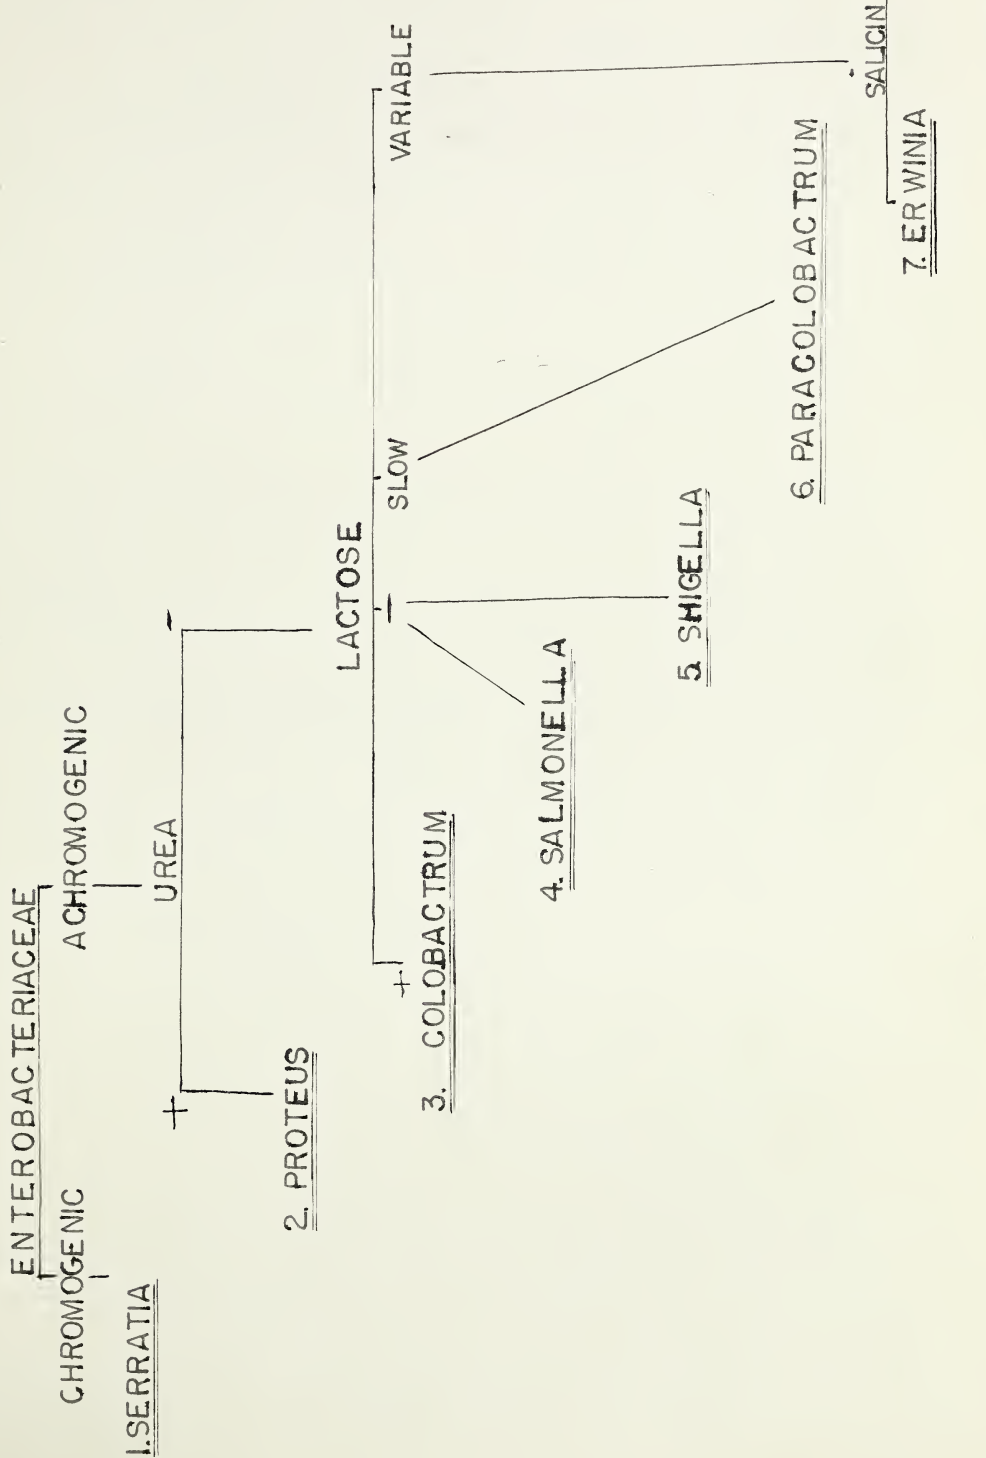 ENTEROBACTERIACEAE
CHROMOGENIC
ACHROMOGENIC
1. SERRATIA
UREA
+
-
2. PROTEUS
LACTOSE
+
-
SLOW
VARIABLE
3. COLOBACTRUM
4. SALMONELLA
5. SHIGELLA
6. PARACOLOBACTRUM
SALICIN
7. ERWINIA